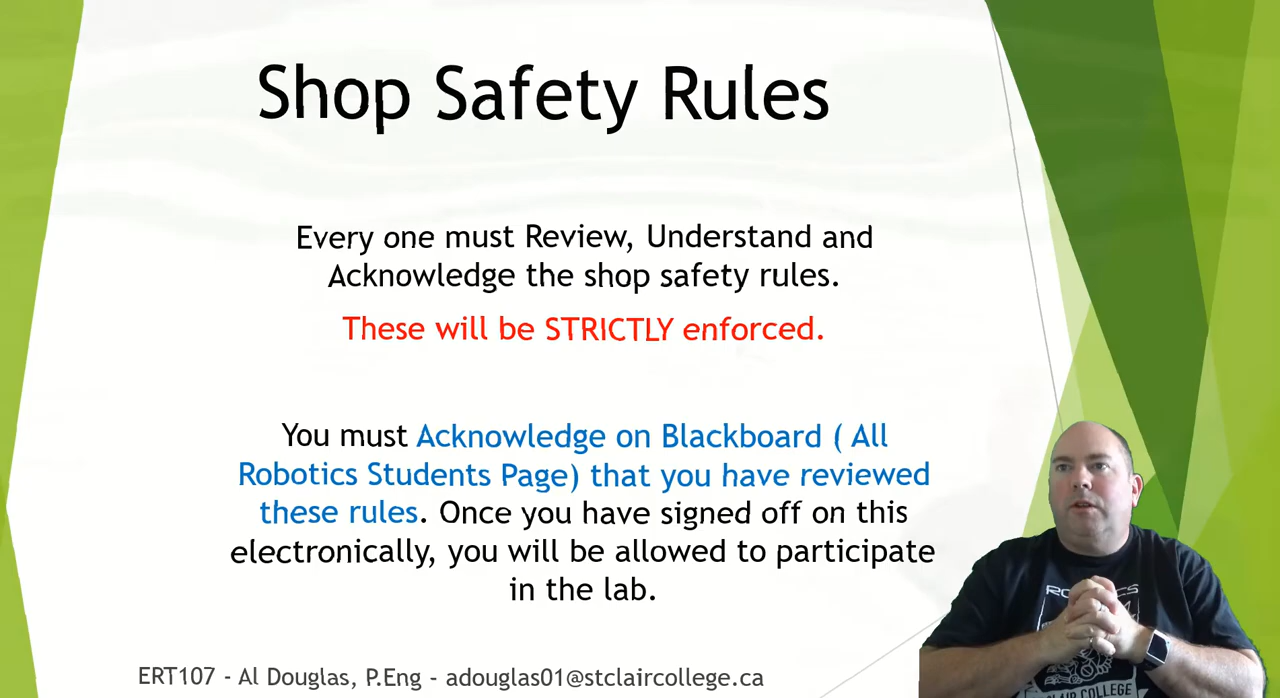 Shop Safety Rules
Every one must Review, Understand and
Acknowledge the shop safety rules.
These will be STRICTLY enforced.
You must Acknowledge on Blackboard ( All
Robotics Students Page) that you have reviewed
these rules. Once you have signed off on this
electronically, you will be allowed to participate
in the lab.
ERT107 - Al Douglas, P.Eng - adouglas01@stclaircollege.ca
CLAIR COLLEGE